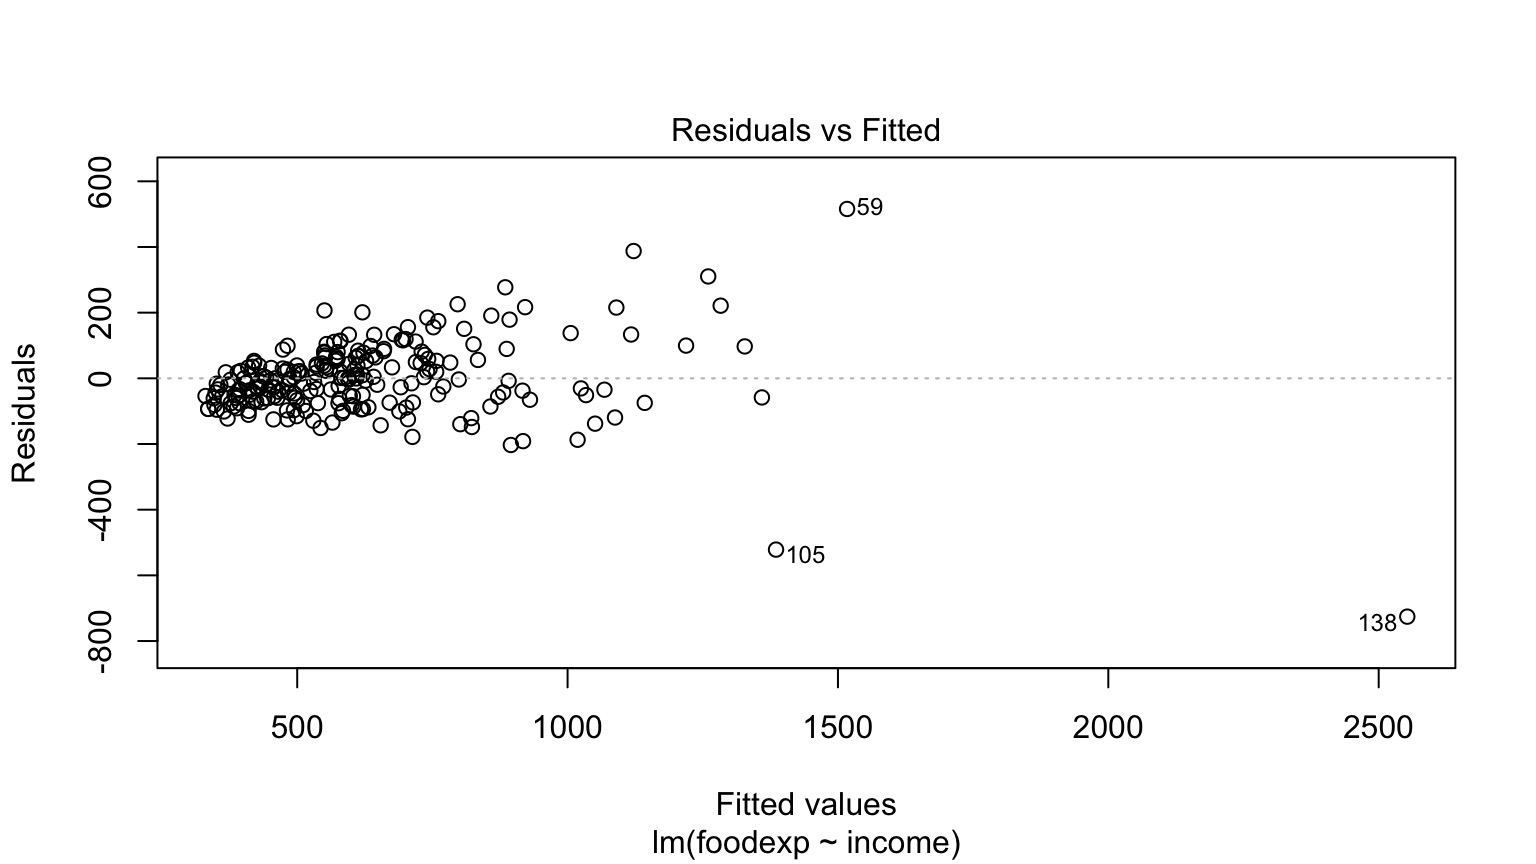 Residuals vs Fitted
600
200
0
-400
-800
Residuals
59
105
138
500 1000 1500 2000 2500
Fitted values
lm(foodexp ~ income)